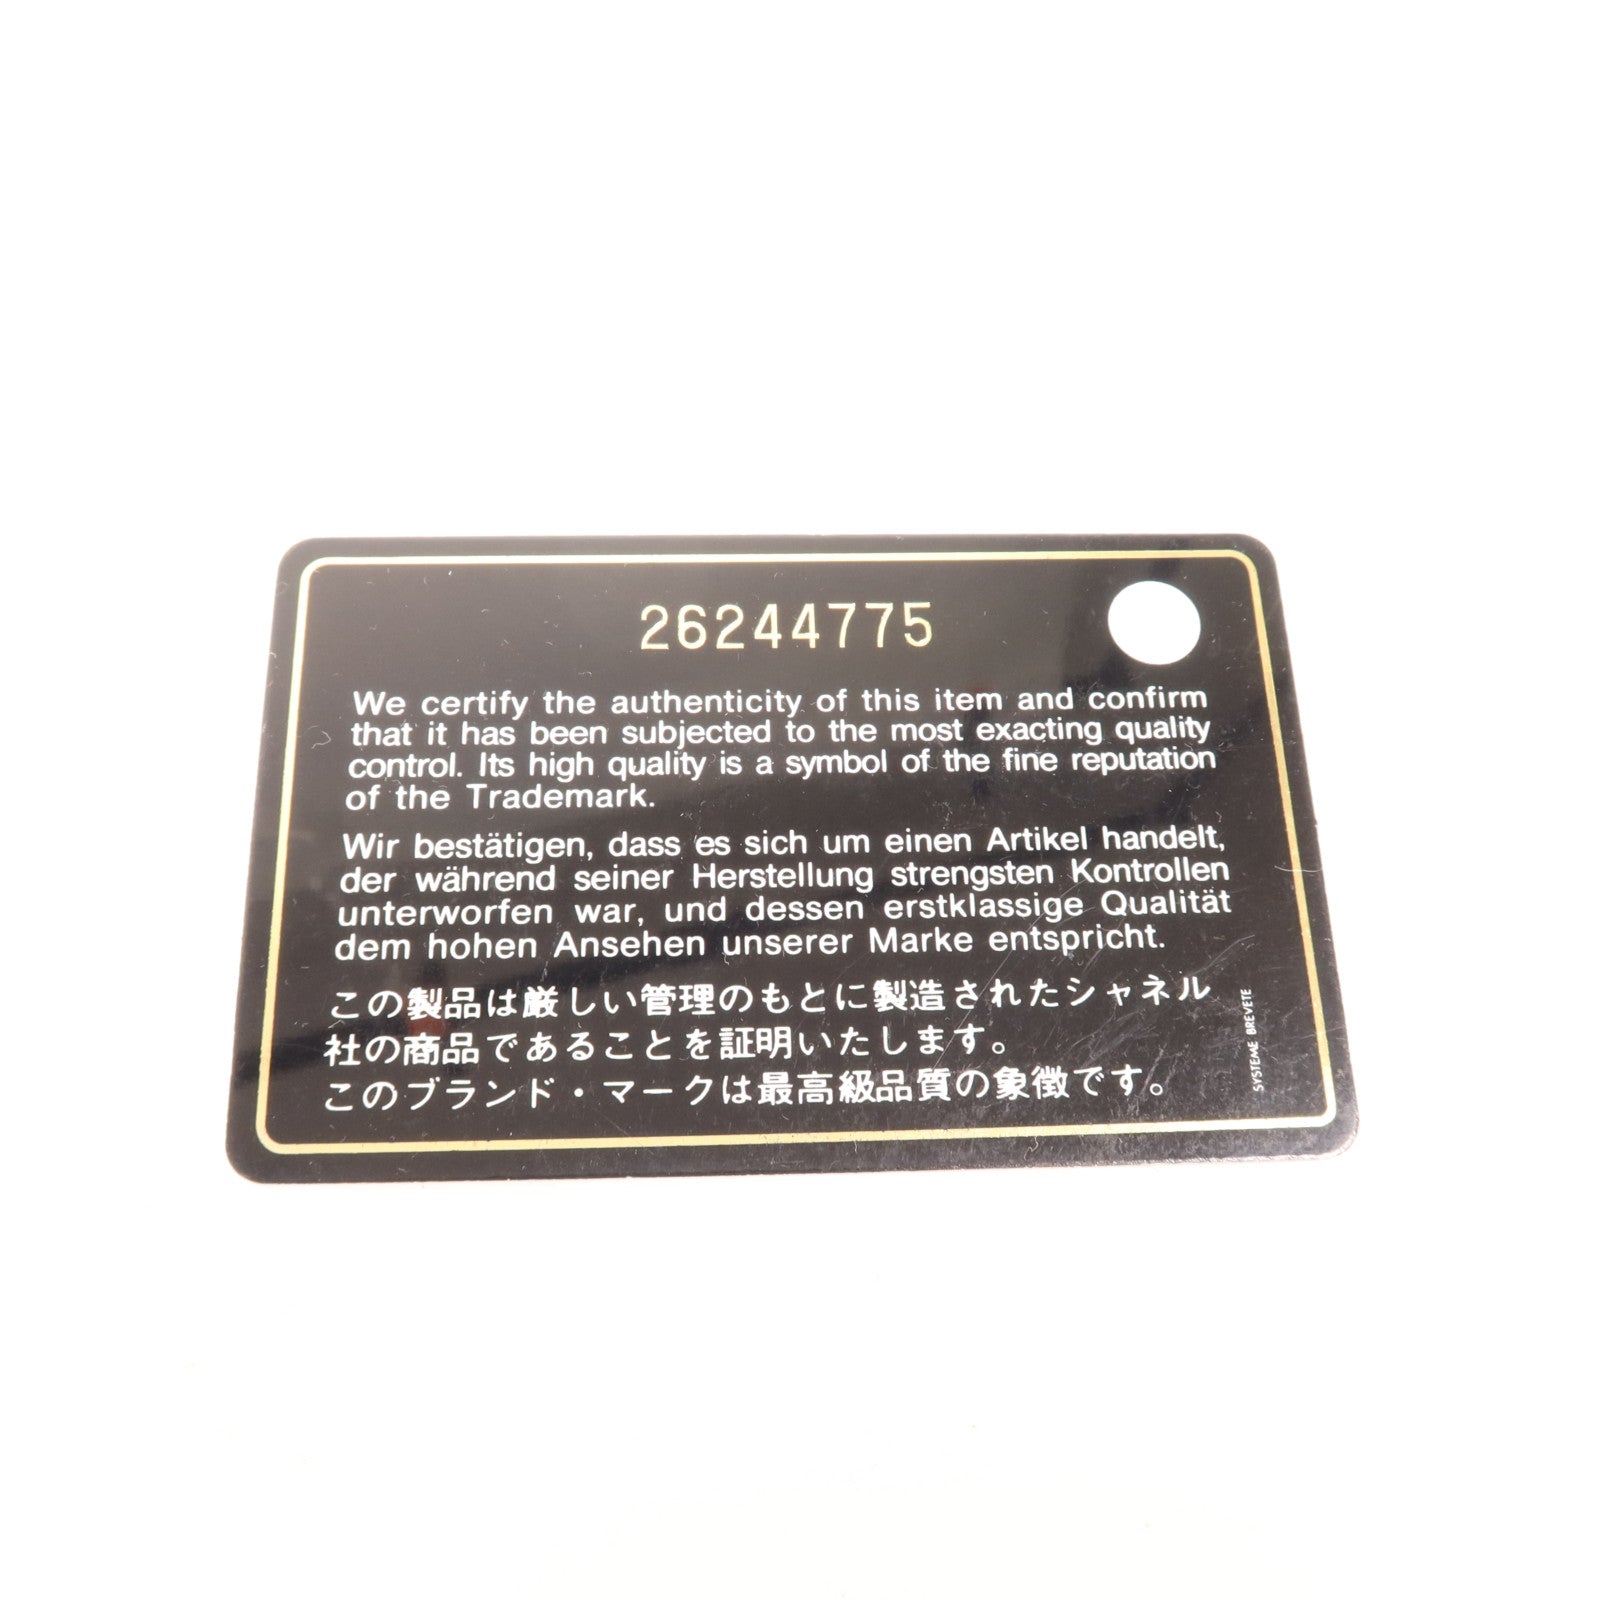 26244775
We certify the authenticity of this item and confirm
that it has been subjected to the most exacting quality
control. Its high quality is a symbol of the fine reputation
of the Trademark.
Wir bestätigen, dass es sich um einen Artikel handelt,
der während seiner Herstellung strengsten Kontrollen
unterworfen war, und dessen erstklassige Qualität
dem hohen Ansehen unserer Marke entspricht.
この製品は厳しい管理のもとに製造されたシャネル
社の商品であることを証明いたします。
このブランド・マークは最高級品質の象徴です。
SYSTEME BREVETE